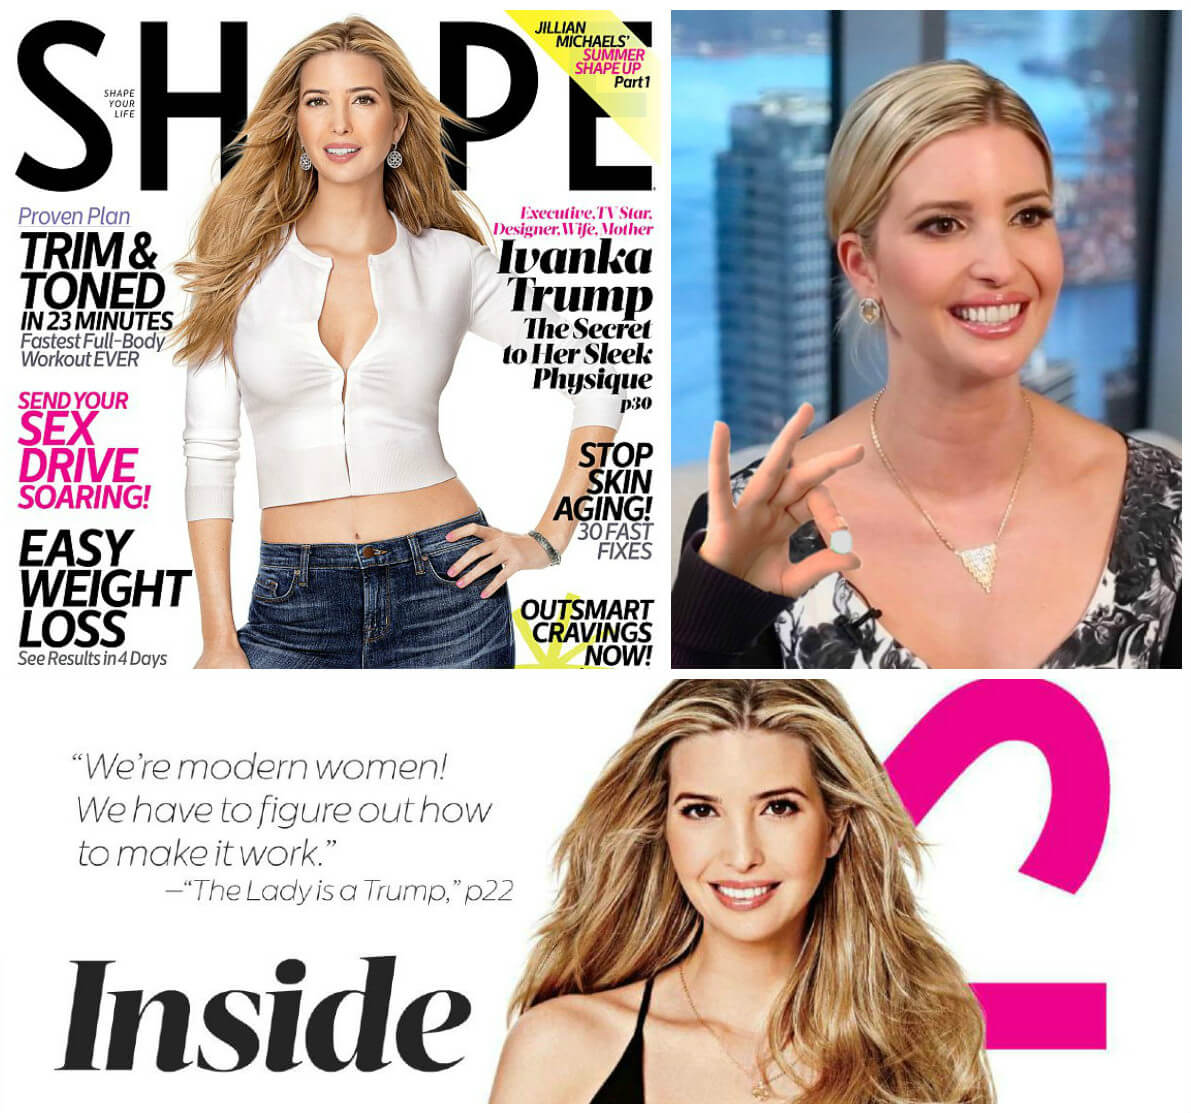 SHAPE
SHAPE
YOUR
LIFE
JILLIAN
MICHAELS'
SUMMER
SHAPE UP
Part 1
Proven Plan
TRIM &
TONED
IN 23 MINUTES
Fastest Full-Body
Workout EVER
SEND YOUR
SEX
DRIVE
SOARING!
EASY
WEIGHT
LOSS
See Results in 4 Days
Executive, TV Star,
Designer, Wife, Mother
Ivanka
Trump
The Secret
to Her Sleek
Physique
p30
STOP
SKIN
AGING!
30 FAST
FIXES
OUTSMART
CRAVINGS
NOW!
“We’re modern women!
We have to figure out how
to make it work.”
—“The Lady is a Trump,” p22
Inside
2